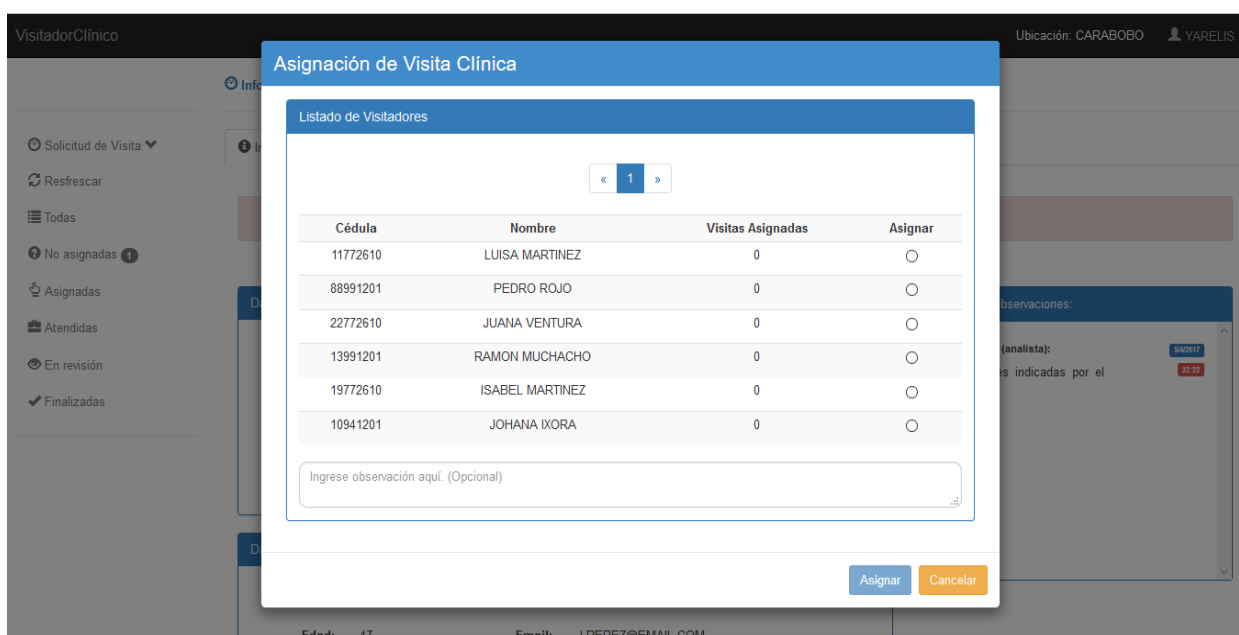 VisitadorClínico
Ubicación: CARABOBO YARELIS
Asignación de Visita Clínica
Listado de Visitadores
Solicitud de Visita
Resfrescar
Todas
No asignadas 1
Asignadas
Atendidas
En revisión
Finalizadas
« 1 »
Cédula Nombre Visitas Asignadas Asignar
11772610 LUISA MARTINEZ 0
88991201 PEDRO ROJO 0
22772610 JUANA VENTURA 0
13991201 RAMON MUCHACHO 0
19772610 ISABEL MARTINEZ 0
10941201 JOHANA IXORA 0
Ingrese observación aquí. (Opcional)
Asignar Cancelar
bservaciones:
(analista): 5/4/2017
indicadas por el 22:22
Edad: 47 Email: